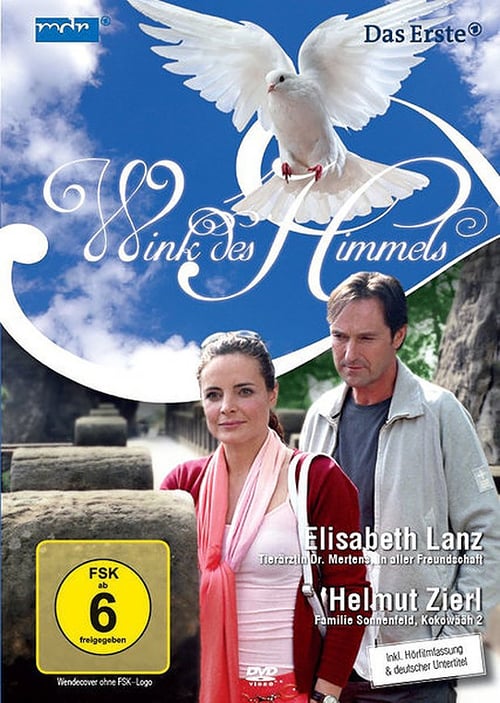 mdr
Das Erste
Wink des Himmels
Elisabeth Lanz
Tierärztin Dr. Mertens, In aller Freundschaft
Helmut Zierl
Familie Sonnenfeld, Kokowääh 2
FSK
ab
6
freigegeben
Wendecover ohne FSK-Logo
DVD
VIDEO
Inkl. Hörfilmfassung
& deutscher Untertitel